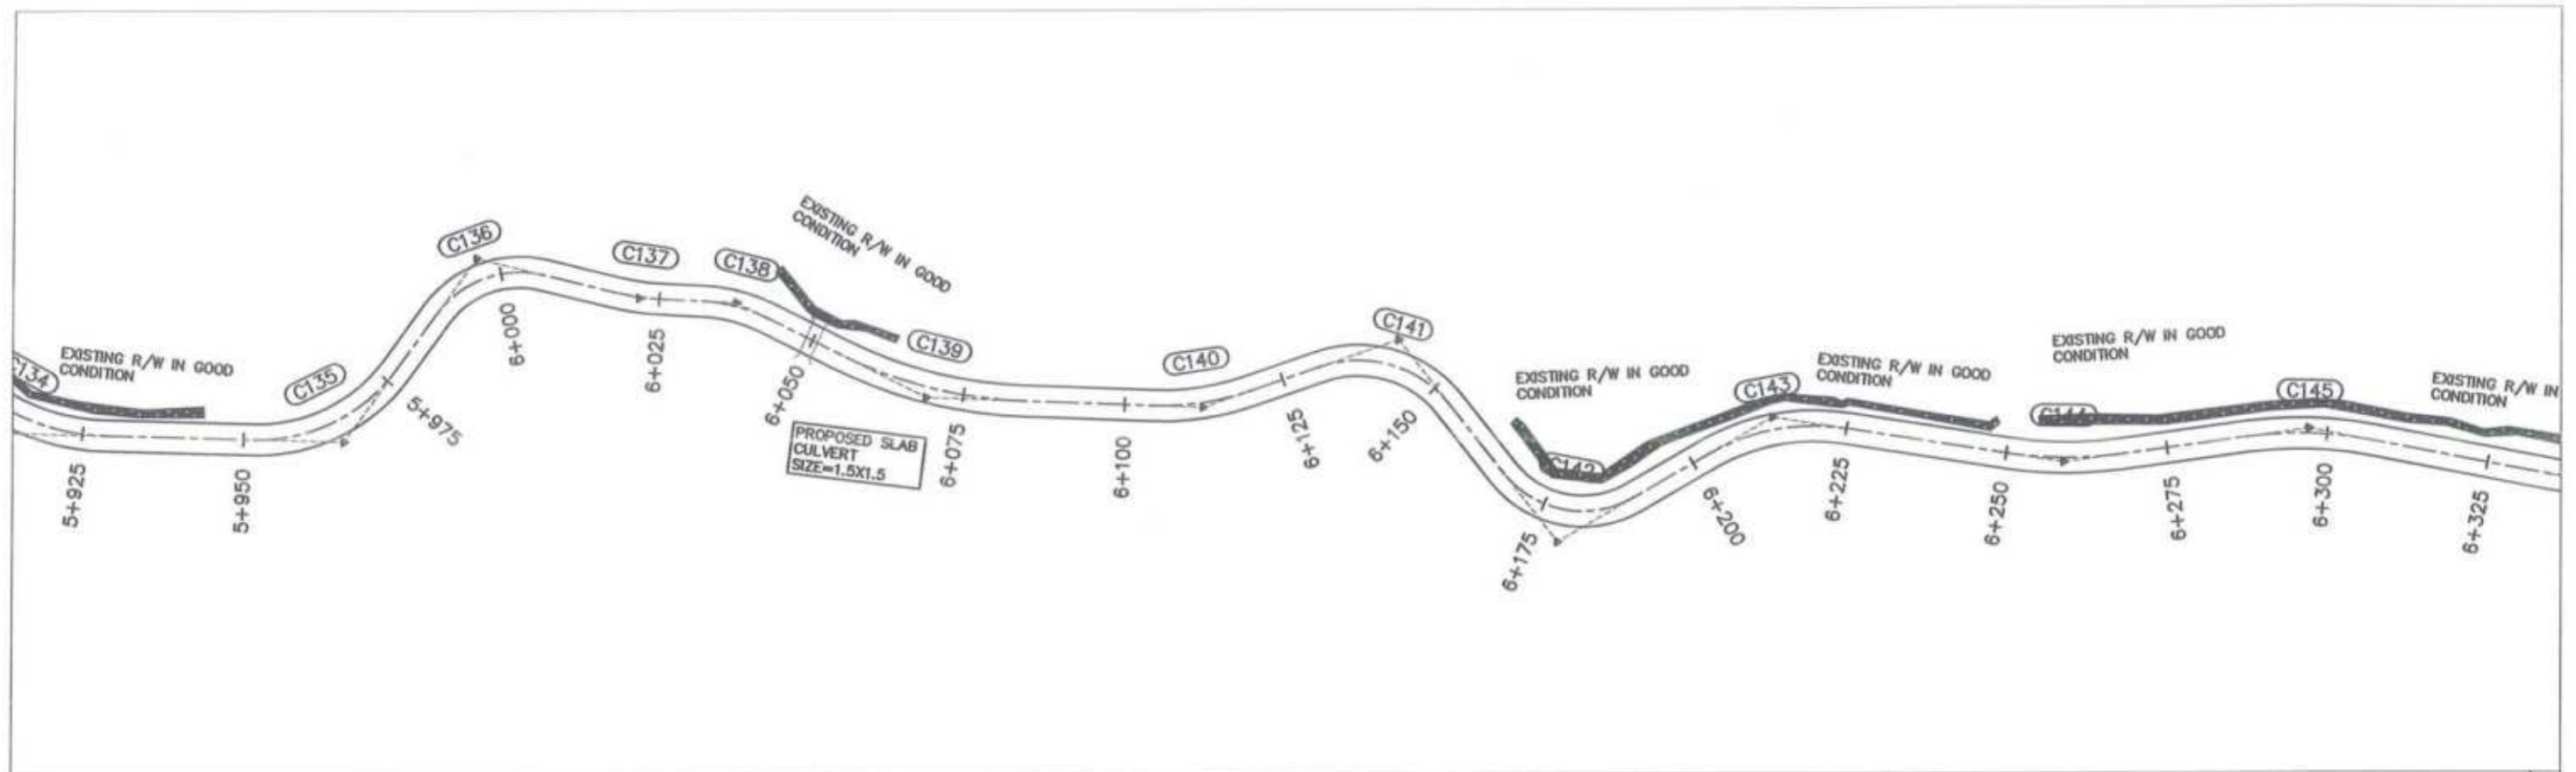 C134
EXISTING R/W IN GOOD
CONDITION
5+925
5+950
C135
5+975
C136
6+000
C137
6+025
C138
EXISTING R/W IN GOOD
CONDITION
6+050
PROPOSED SLAB
CULVERT
SIZE=1.5X1.5
C139
6+075
6+100
C140
6+125
C141
6+150
EXISTING R/W IN GOOD
CONDITION
C142
6+175
6+200
C143
EXISTING R/W IN GOOD
CONDITION
6+225
6+250
EXISTING R/W IN GOOD
CONDITION
C144
6+275
C145
6+300
EXISTING R/W IN
CONDITION
6+325